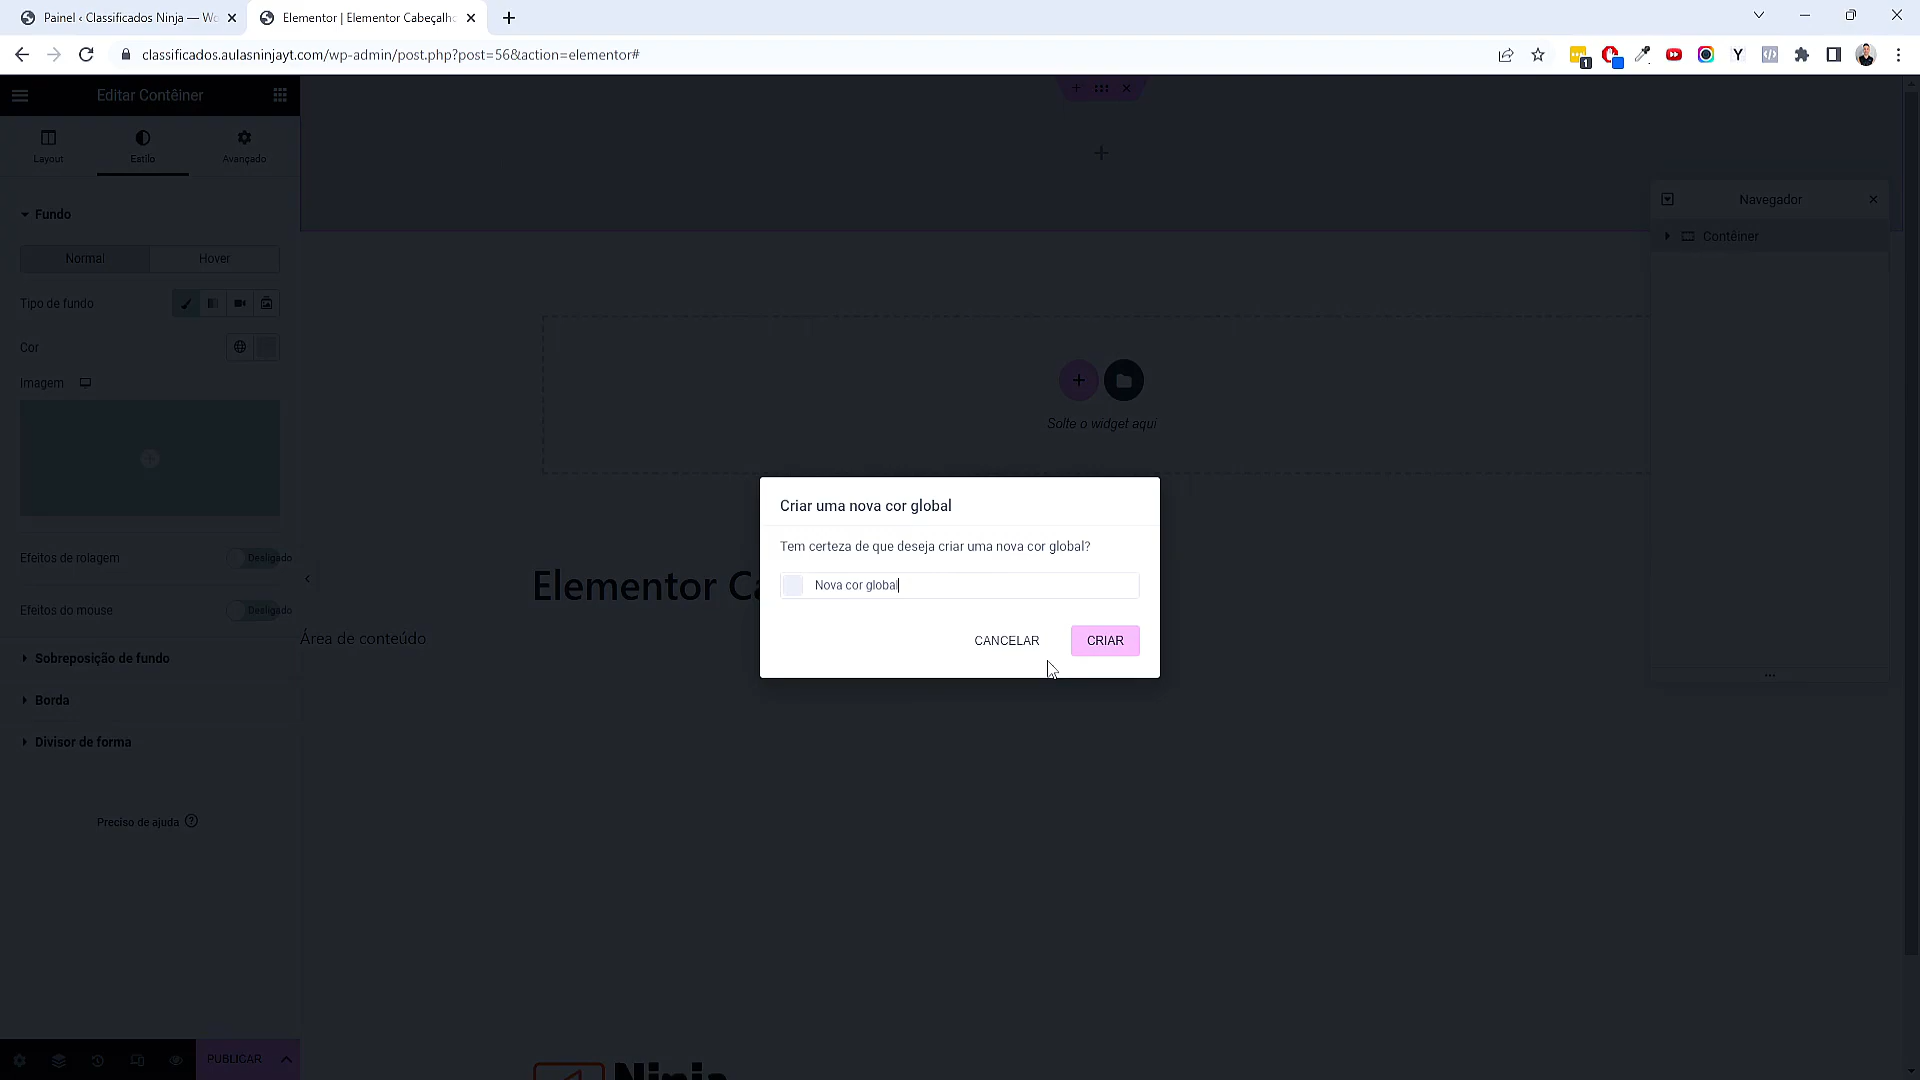 Painel ‹ Classificados Ninja — Wo
Elementor | Elementor Cabeçalho
classificados.aulasninjayt.com/wp-admin/post.php?post=56&action=elementor#
1
Y
Editar Contêiner
Layout
Estilo
Avançado
Fundo
Normal
Hover
Tipo de fundo
Cor
Imagem
Efeitos de rolagem
Desligado
Efeitos do mouse
Desligado
Sobreposição de fundo
Borda
Divisor de forma
Preciso de ajuda
PUBLICAR
Navegador
Contêiner
Solte o widget aqui
Elementor Ca
Área de conteúdo
Criar uma nova cor global
Tem certeza de que deseja criar uma nova cor global?
Nova cor global
CANCELAR
CRIAR
Ninja